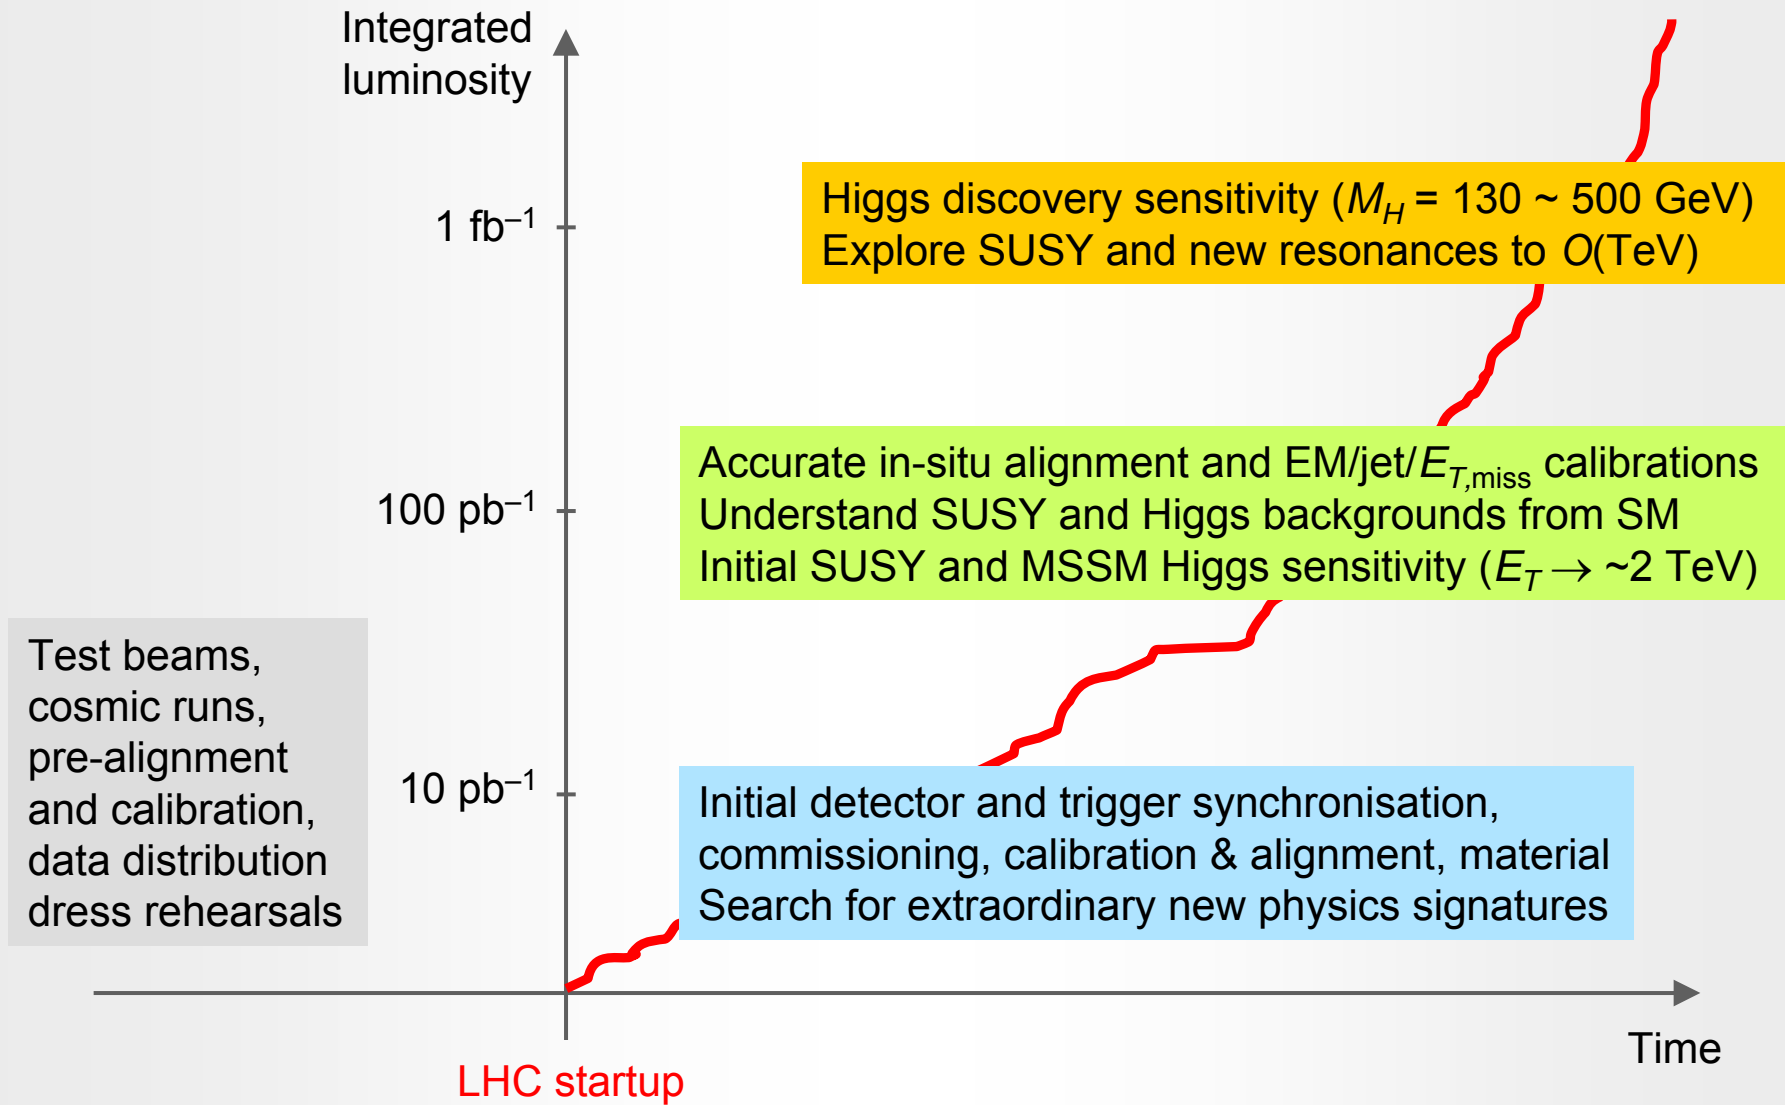 Integrated
luminosity
1 fb⁻¹
100 pb⁻¹
10 pb⁻¹
Higgs discovery sensitivity (M_H = 130 ~ 500 GeV)
Explore SUSY and new resonances to O(TeV)
Accurate in-situ alignment and EM/jet/E_T,miss calibrations
Understand SUSY and Higgs backgrounds from SM
Initial SUSY and MSSM Higgs sensitivity (E_T → ~2 TeV)
Test beams,
cosmic runs,
pre-alignment
and calibration,
data distribution
dress rehearsals
Initial detector and trigger synchronisation,
commissioning, calibration & alignment, material
Search for extraordinary new physics signatures
Time
LHC startup